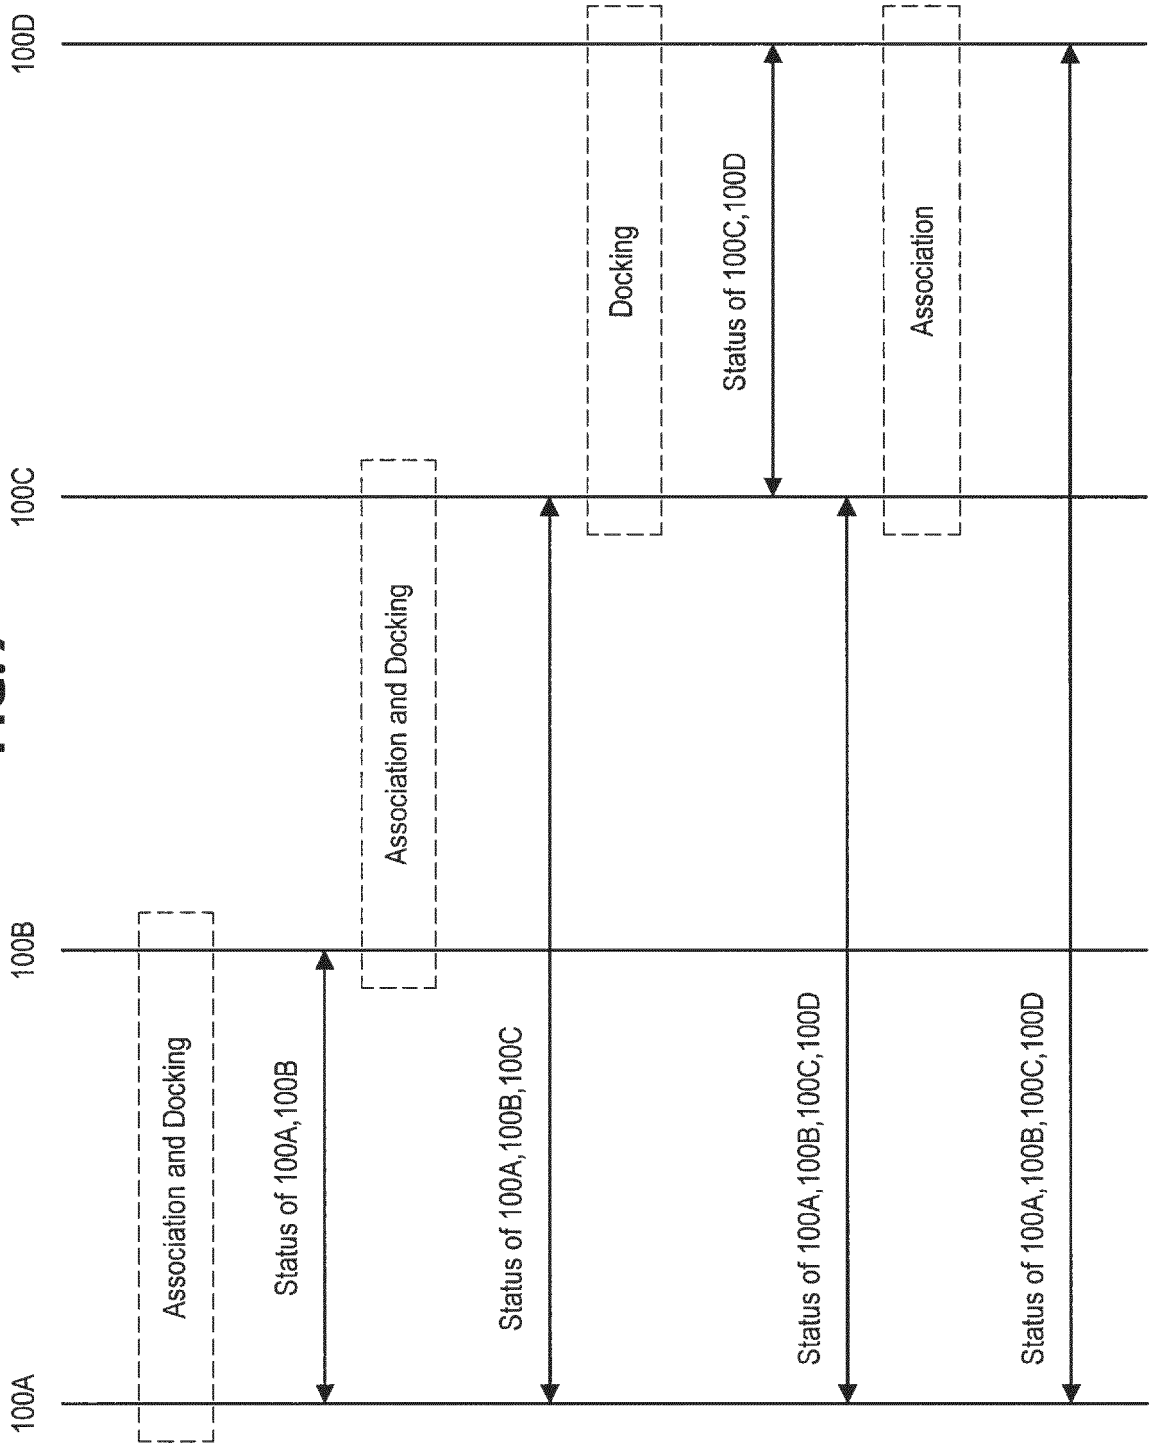 100A
100B
100C
100D
Association and Docking
Status of 100A,100B
Association and Docking
Status of 100A,100B,100C
Docking
Status of 100C,100D
Status of 100A,100B,100C,100D
Association
Status of 100A,100B,100C,100D